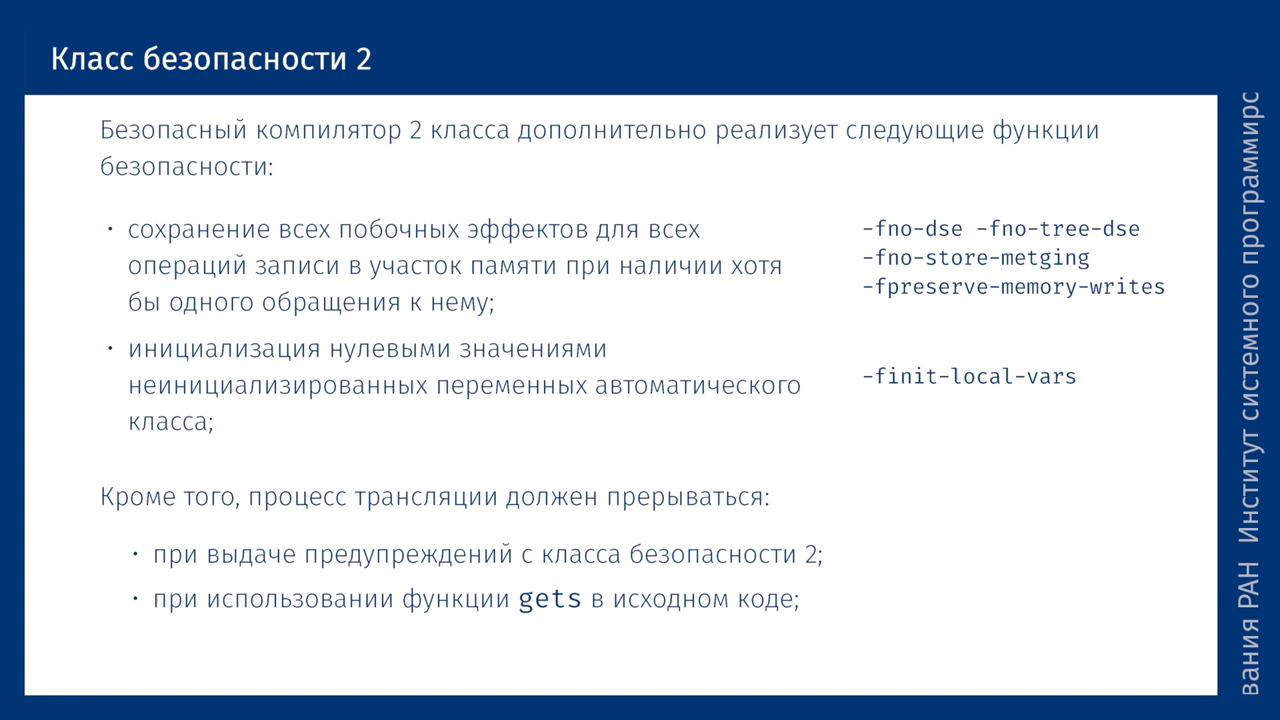 Класс безопасности 2
Безопасный компилятор 2 класса дополнительно реализует следующие функции
безопасности:
· сохранение всех побочных эффектов для всех
операций записи в участок памяти при наличии хотя
бы одного обращения к нему;
-fno-dse -fno-tree-dse
-fno-store-metging
-fpreserve-memory-writes
· инициализация нулевыми значениями
неинициализированных переменных автоматического
класса;
-finit-local-vars
Кроме того, процесс трансляции должен прерываться:
· при выдаче предупреждений с класса безопасности 2;
· при использовании функции gets в исходном коде;
вания РАН Институт системного программирс